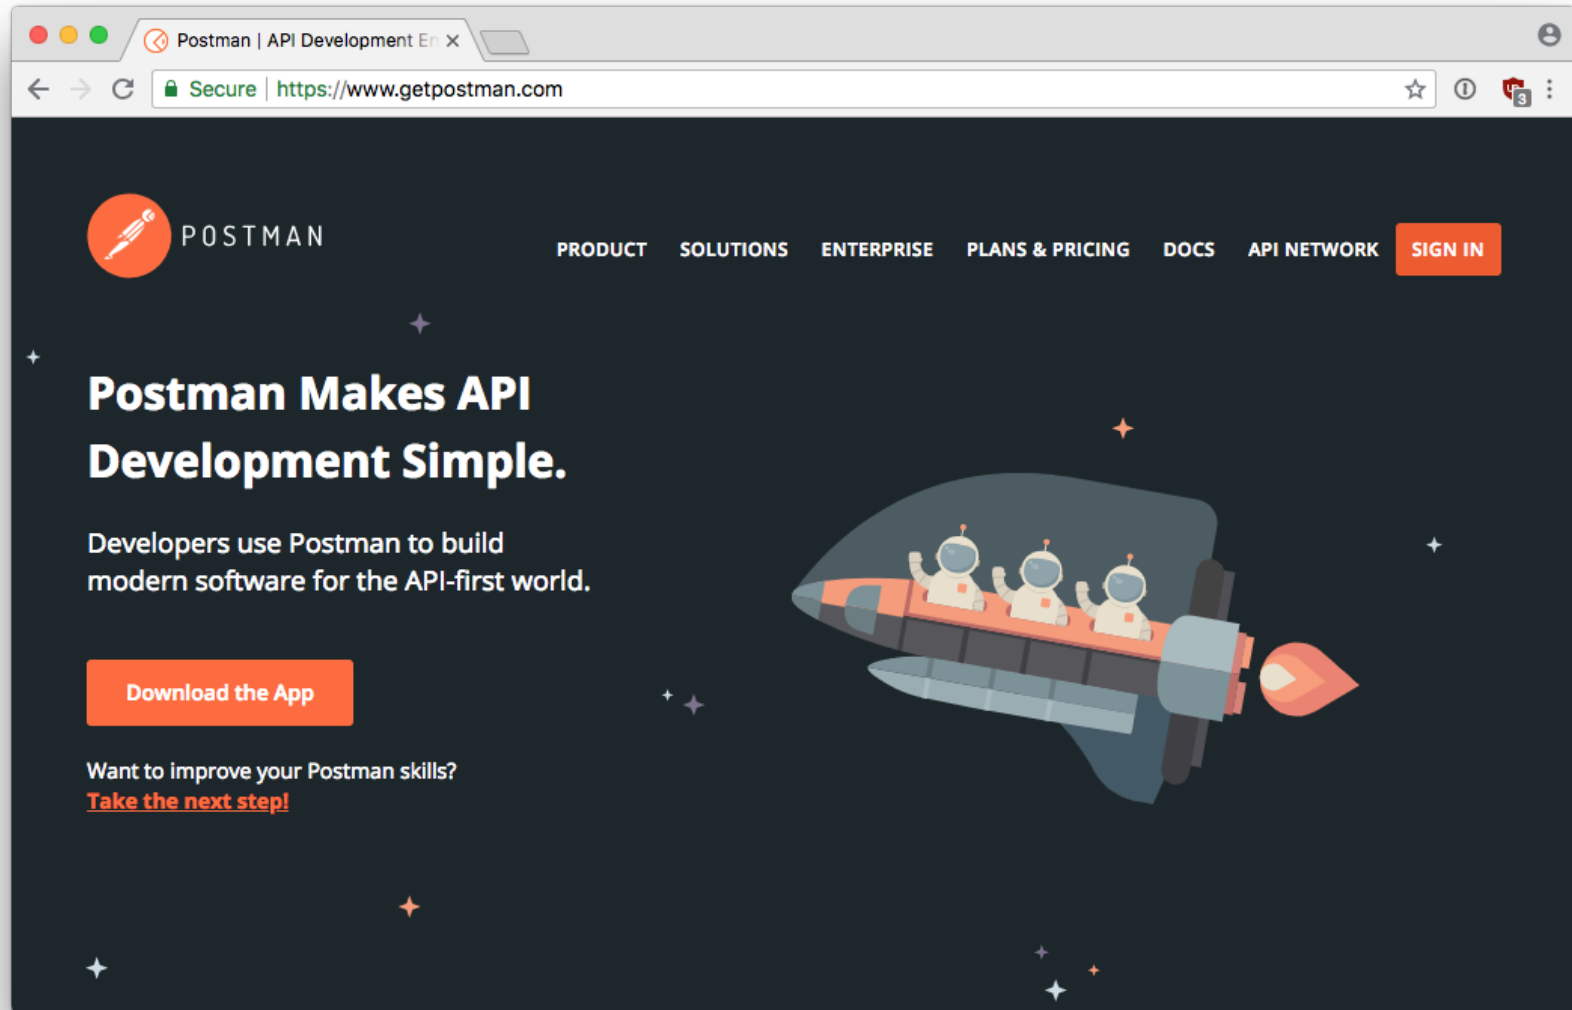 Postman | API Development En
Secure
https://www.getpostman.com
3
POSTMAN
PRODUCT SOLUTIONS ENTERPRISE PLANS & PRICING DOCS API NETWORK SIGN IN
Postman Makes API
Development Simple.
Developers use Postman to build
modern software for the API-first world.
Download the App
Want to improve your Postman skills?
Take the next step!